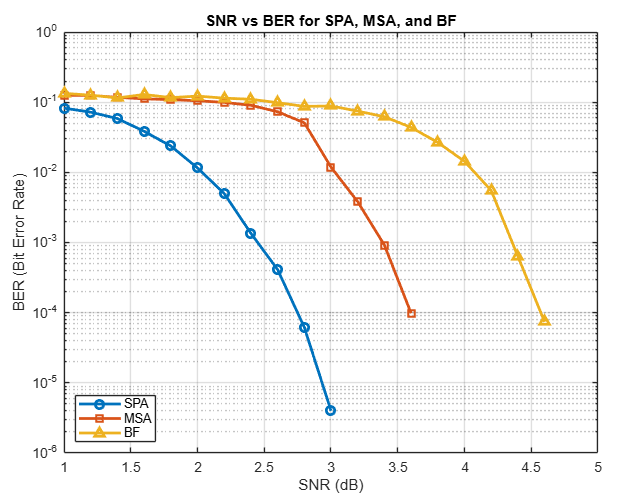 SNR vs BER for SPA, MSA, and BF
10⁰
10⁻¹
10⁻²
10⁻³
10⁻⁴
10⁻⁵
10⁻⁶
BER (Bit Error Rate)
SPA
MSA
BF
1 1.5 2 2.5 3 3.5 4 4.5 5
SNR (dB)